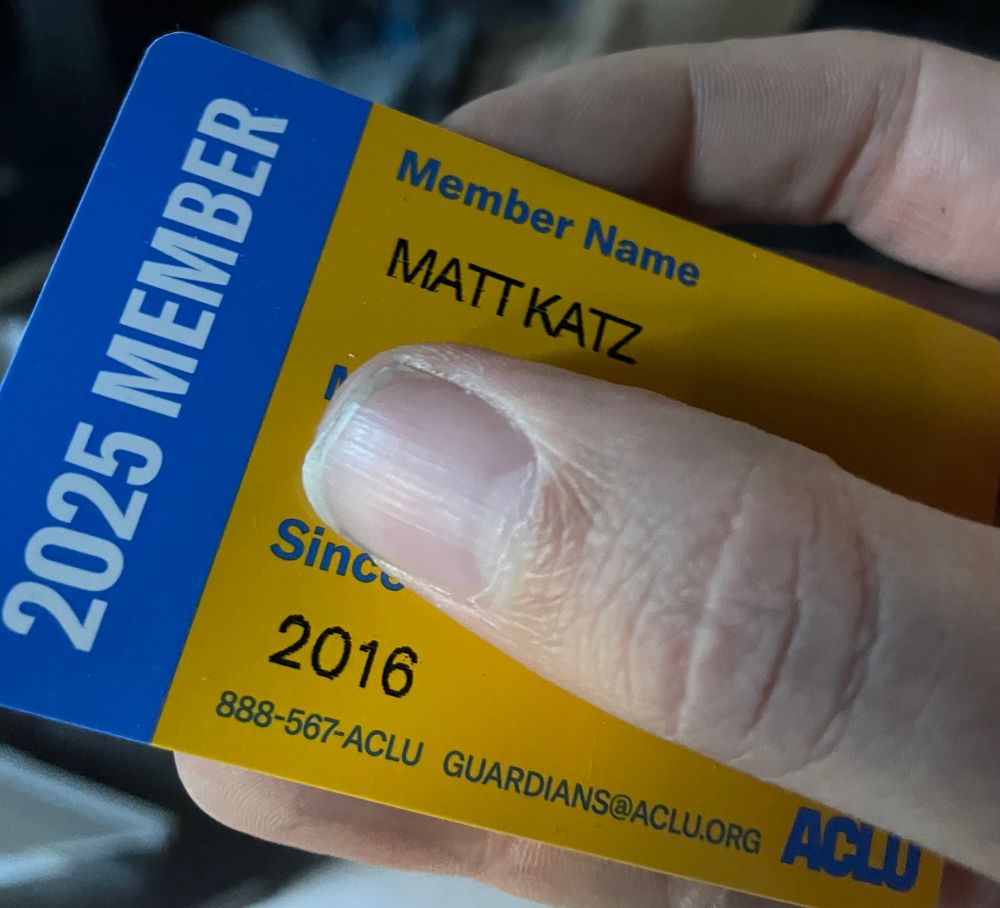 2025 MEMBER
Member Name
MATT KATZ
Since
2016
888-567-ACLU GUARDIANS@ACLU.ORG
ACLU